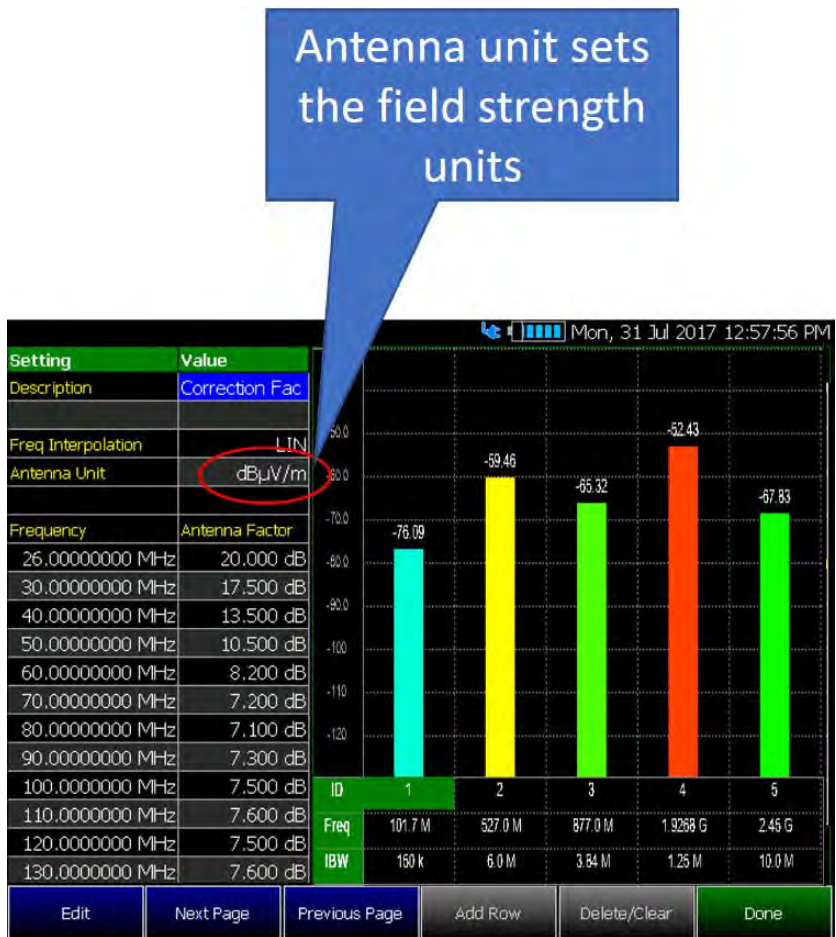 Antenna unit sets
the field strength
units
Mon, 31 Jul 2017 12:57:56 PM
Setting Value
Description Correction Fac
Freq Interpolation LIN
Antenna Unit dBµV/m
Frequency Antenna Factor
26.00000000 MHz 20.000 dB
30.00000000 MHz 17.500 dB
40.00000000 MHz 13.500 dB
50.00000000 MHz 10.500 dB
60.00000000 MHz 8.200 dB
70.00000000 MHz 7.200 dB
80.00000000 MHz 7.100 dB
90.00000000 MHz 7.300 dB
100.0000000 MHz 7.500 dB
110.0000000 MHz 7.600 dB
120.0000000 MHz 7.500 dB
130.0000000 MHz 7.600 dB
-70.0
-80.0
-90.0
-100
-110
-120
-76.09
-59.46
-65.32
-52.43
-67.83
ID 1 2 3 4 5
Freq 101.7 M 527.0 M 877.0 M 1.9268 G 2.45 G
IBW 150 k 6.0 M 3.84 M 1.25 M 10.0 M
Edit Next Page Previous Page Add Row Delete/Clear Done